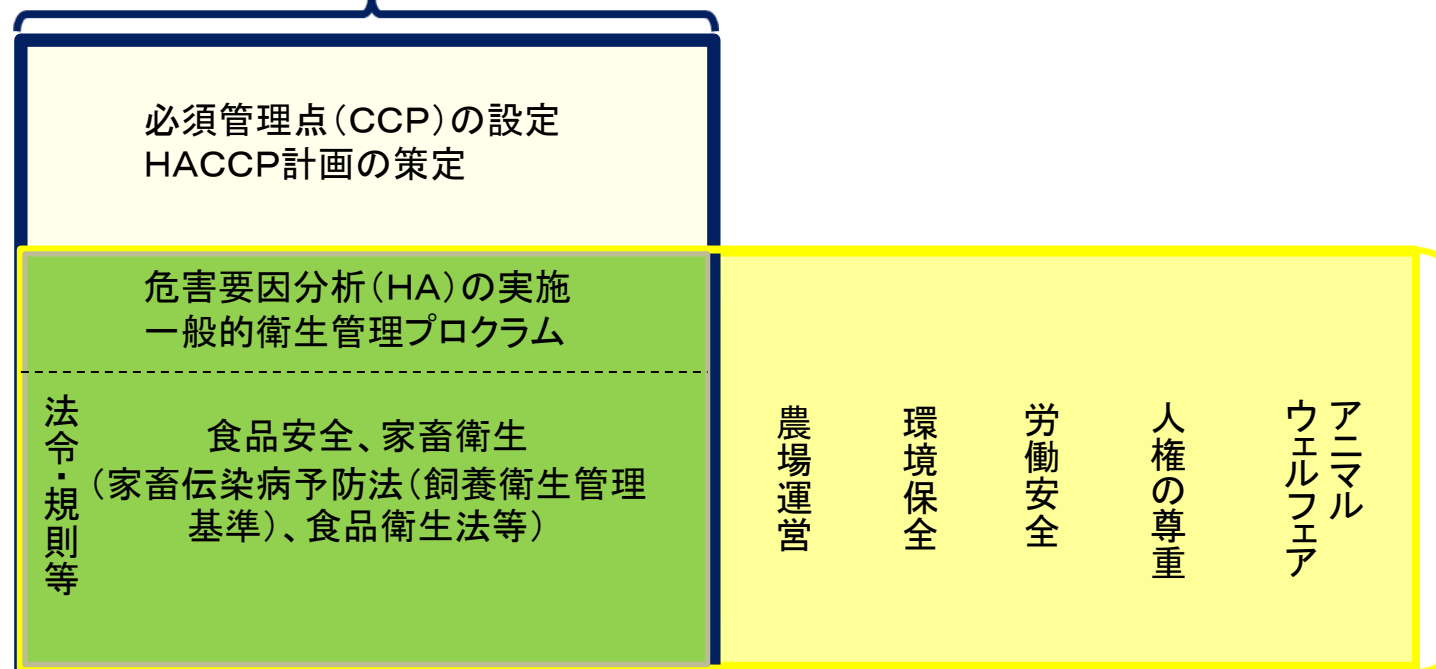 必須管理点（CCP）の設定
HACCP計画の策定
危害要因分析（HA）の実施
一般的衛生管理プロクラム
法令・規則等
食品安全、家畜衛生
（家畜伝染病予防法（飼養衛生管理
基準）、食品衛生法等）
農場運営
環境保全
労働安全
人権の尊重
アニマル
ウェルフェア